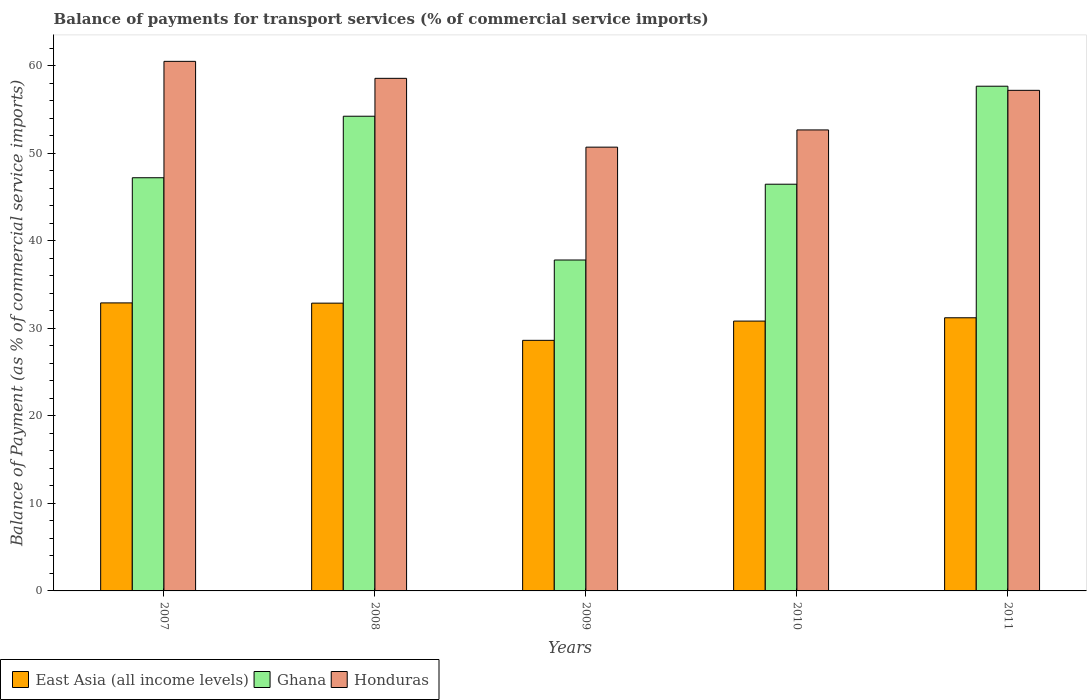 Balance of payments for transport services (% of commercial service imports)
Balance of Payment (as % of commercial service imports)
60
50
40
30
20
10
0
2007
2008
2009
2010
2011
Years
East Asia (all income levels)
Ghana
Honduras